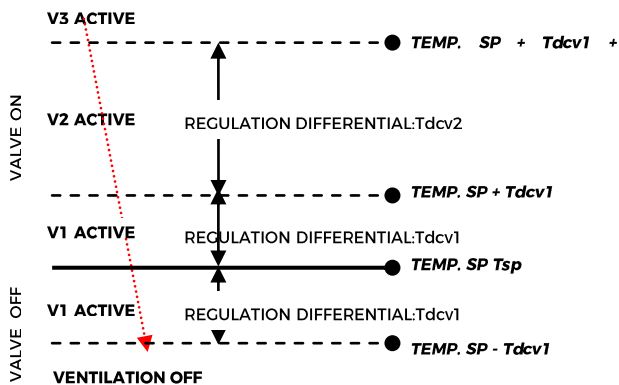 V3 ACTIVE
TEMP. SP + Tdcv1 +
V2 ACTIVE
REGULATION DIFFERENTIAL:Tdcv2
VALVE ON
TEMP. SP + Tdcv1
V1 ACTIVE
REGULATION DIFFERENTIAL:Tdcv1
TEMP. SP Tsp
V1 ACTIVE
REGULATION DIFFERENTIAL:Tdcv1
VALVE OFF
TEMP. SP - Tdcv1
VENTILATION OFF